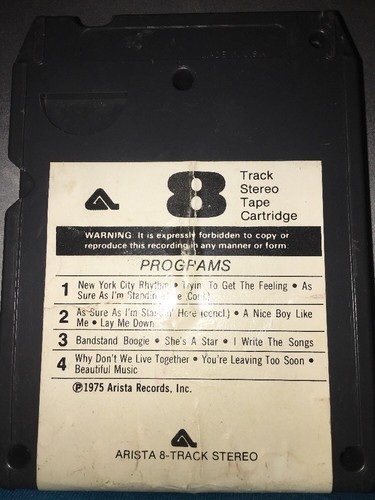 8
Track
Stereo
Tape
Cartridge
WARNING: It is expressly forbidden to copy or
reproduce this recording in any manner or form
PROGRAMS
1 New York City Rhythm • Tryin' To Get The Feeling • As
Sure As I'm Standin' Here (Con't.)
2 As Sure As I'm Standin' Here (concl.) • A Nice Boy Like
Me • Lay Me Down
3 Bandstand Boogie • She's A Star • I Write The Songs
4 Why Don't We Live Together • You're Leaving Too Soon •
Beautiful Music
Ⓟ1975 Arista Records, Inc.
ARISTA 8-TRACK STEREO